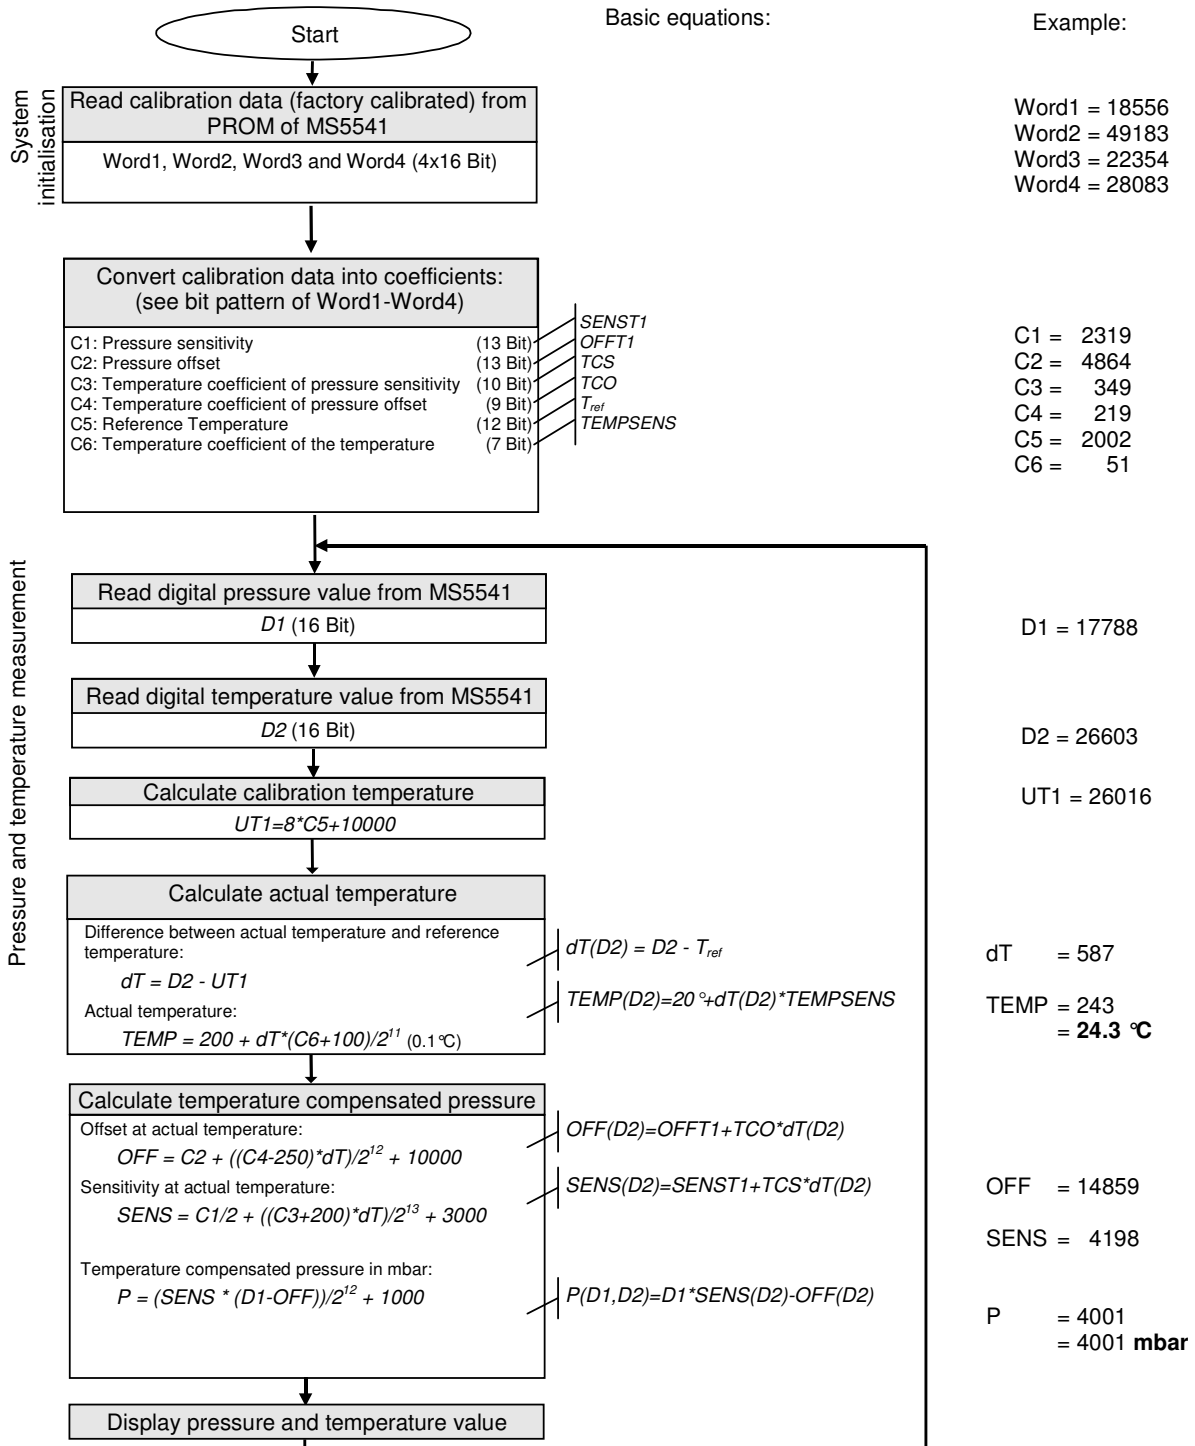 Start
Basic equations:
Example:
System
initialisation
Read calibration data (factory calibrated) from
PROM of MS5541
Word1, Word2, Word3 and Word4 (4x16 Bit)
Word1 = 18556
Word2 = 49183
Word3 = 22354
Word4 = 28083
Convert calibration data into coefficients:
(see bit pattern of Word1-Word4)
C1: Pressure sensitivity (13 Bit) SENST1
C2: Pressure offset (13 Bit) OFFT1
C3: Temperature coefficient of pressure sensitivity (10 Bit) TCS
C4: Temperature coefficient of pressure offset (9 Bit) TCO
C5: Reference Temperature (12 Bit) Tref
C6: Temperature coefficient of the temperature (7 Bit) TEMPSENS
C1 = 2319
C2 = 4864
C3 = 349
C4 = 219
C5 = 2002
C6 = 51
Pressure and temperature measurement
Read digital pressure value from MS5541
D1 (16 Bit)
D1 = 17788
Read digital temperature value from MS5541
D2 (16 Bit)
D2 = 26603
Calculate calibration temperature
UT1=8*C5+10000
UT1 = 26016
Calculate actual temperature
Difference between actual temperature and reference
temperature:
dT = D2 - UT1
dT(D2) = D2 - Tref
dT = 587
Actual temperature:
TEMP = 200 + dT*(C6+100)/2¹¹ (0.1°C)
TEMP(D2)=20°+dT(D2)*TEMPSENS
TEMP = 243
= 24.3 °C
Calculate temperature compensated pressure
Offset at actual temperature:
OFF = C2 + ((C4-250)*dT)/2¹² + 10000
OFF(D2)=OFFT1+TCO*dT(D2)
OFF = 14859
Sensitivity at actual temperature:
SENS = C1/2 + ((C3+200)*dT)/2¹³ + 3000
SENS(D2)=SENST1+TCS*dT(D2)
SENS = 4198
Temperature compensated pressure in mbar:
P = (SENS * (D1-OFF))/2¹² + 1000
P(D1,D2)=D1*SENS(D2)-OFF(D2)
P = 4001
= 4001 mbar
Display pressure and temperature value